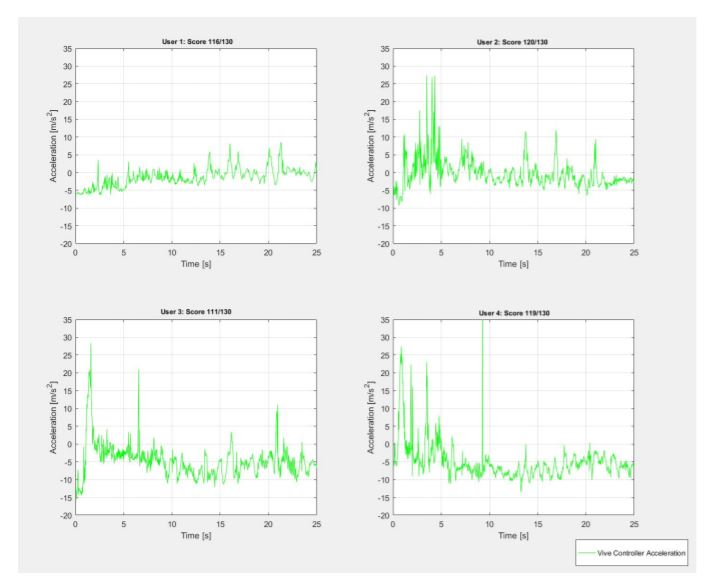 User 1: Score 116/130
35
30
25
20
15
10
5
0
-5
-10
-15
-20
Acceleration [m/s²]
0 5 10 15 20 25
Time [s]
User 2: Score 120/130
35
30
25
20
15
10
5
0
-5
-10
-15
-20
Acceleration [m/s²]
0 5 10 15 20 25
Time [s]
User 3: Score 111/130
35
30
25
20
15
10
5
0
-5
-10
-15
-20
Acceleration [m/s²]
0 5 10 15 20 25
Time [s]
User 4: Score 119/130
35
30
25
20
15
10
5
0
-5
-10
-15
-20
Acceleration [m/s²]
0 5 10 15 20 25
Time [s]
Vive Controller Acceleration